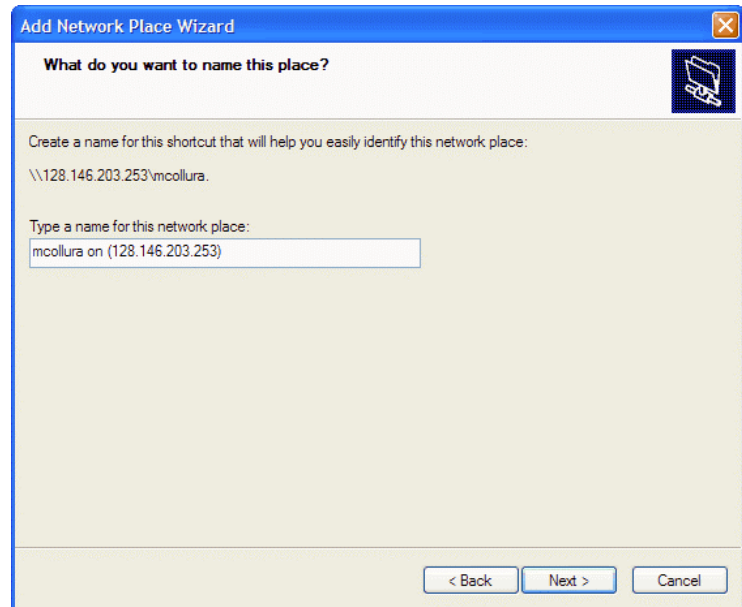 Add Network Place Wizard
What do you want to name this place?
Create a name for this shortcut that will help you easily identify this network place:
\\128.146.203.253\mcollura.
Type a name for this network place:
mcollura on (128.146.203.253)
< Back Next > Cancel